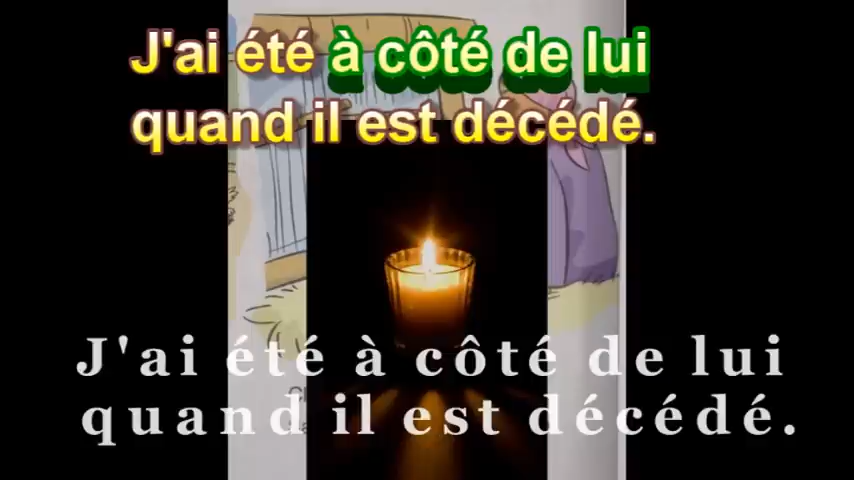 J'ai été à côté de lui
quand il est décédé.
J'ai été à côté de lui
quand il est décédé.